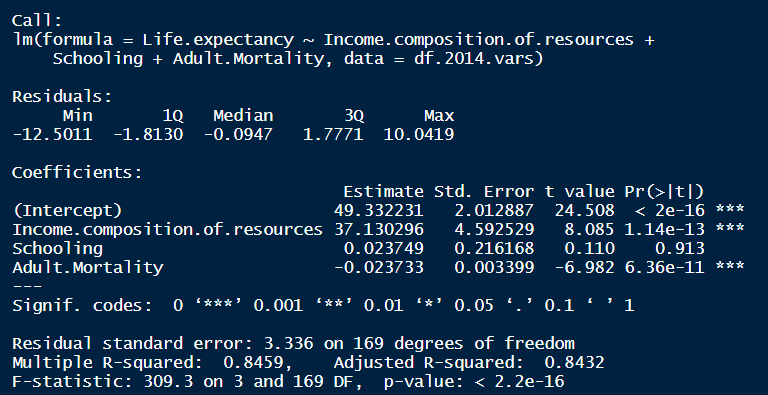 Call:
lm(formula = Life.expectancy ~ Income.composition.of.resources +
    Schooling + Adult.Mortality, data = df.2014.vars)
Residuals:
     Min       1Q   Median       3Q      Max
-12.5011  -1.8130  -0.0947   1.7771  10.0419
Coefficients:
                                 Estimate Std. Error t value Pr(>|t|)
(Intercept)                     49.332231   2.012887  24.508  < 2e-16 ***
Income.composition.of.resources 37.130296   4.592529   8.085 1.14e-13 ***
Schooling                        0.023749   0.216168   0.110    0.913
Adult.Mortality                 -0.023733   0.003399  -6.982 6.36e-11 ***
---
Signif. codes:  0 ‘***’ 0.001 ‘**’ 0.01 ‘*’ 0.05 ‘.’ 0.1 ‘ ’ 1
Residual standard error: 3.336 on 169 degrees of freedom
Multiple R-squared:  0.8459,    Adjusted R-squared:  0.8432
F-statistic: 309.3 on 3 and 169 DF,  p-value: < 2.2e-16